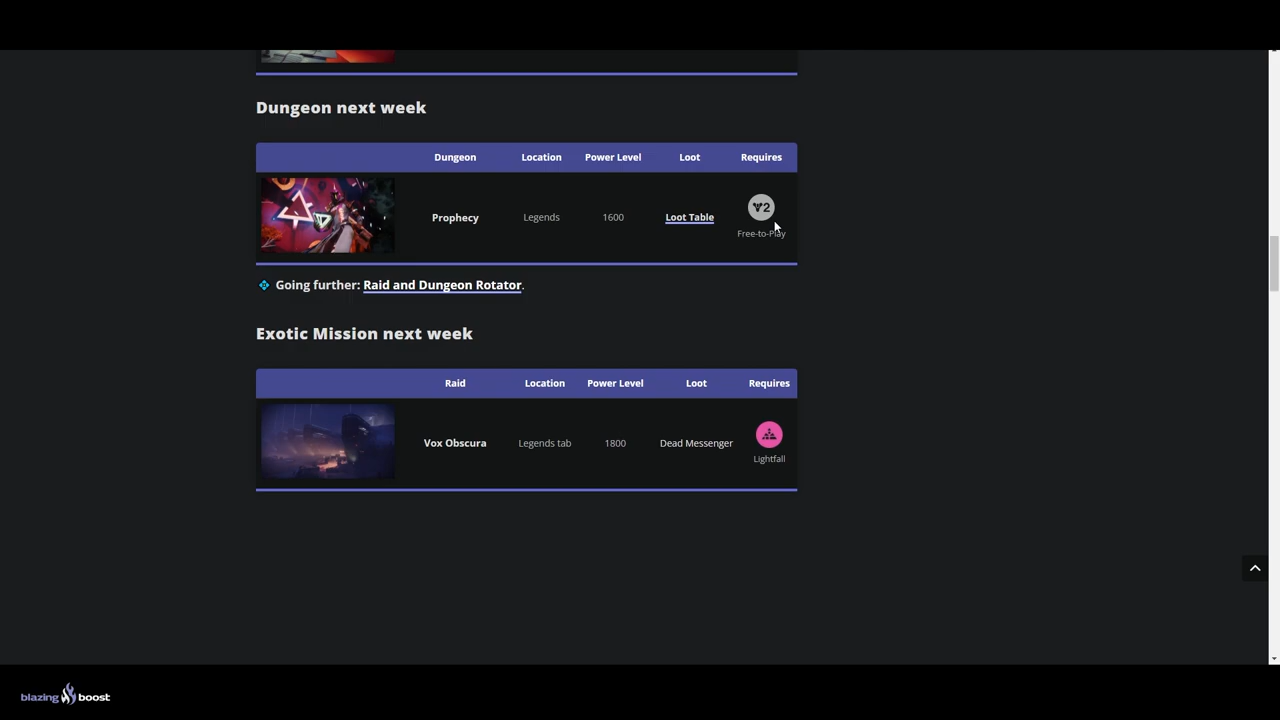 Dungeon next week
Dungeon Location Power Level Loot Requires
Prophecy Legends 1600 Loot Table Free-to-Play
Going further: Raid and Dungeon Rotator.
Exotic Mission next week
Raid Location Power Level Loot Requires
Vox Obscura Legends tab 1800 Dead Messenger Lightfall
blazing boost